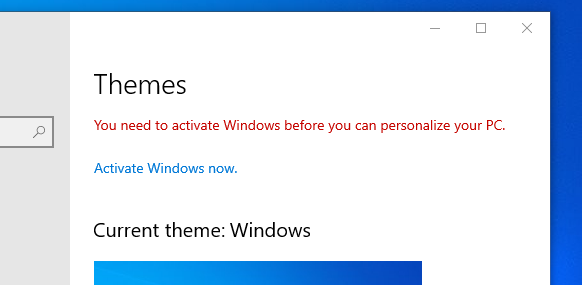 Themes
You need to activate Windows before you can personalize your PC.
Activate Windows now.
Current theme: Windows